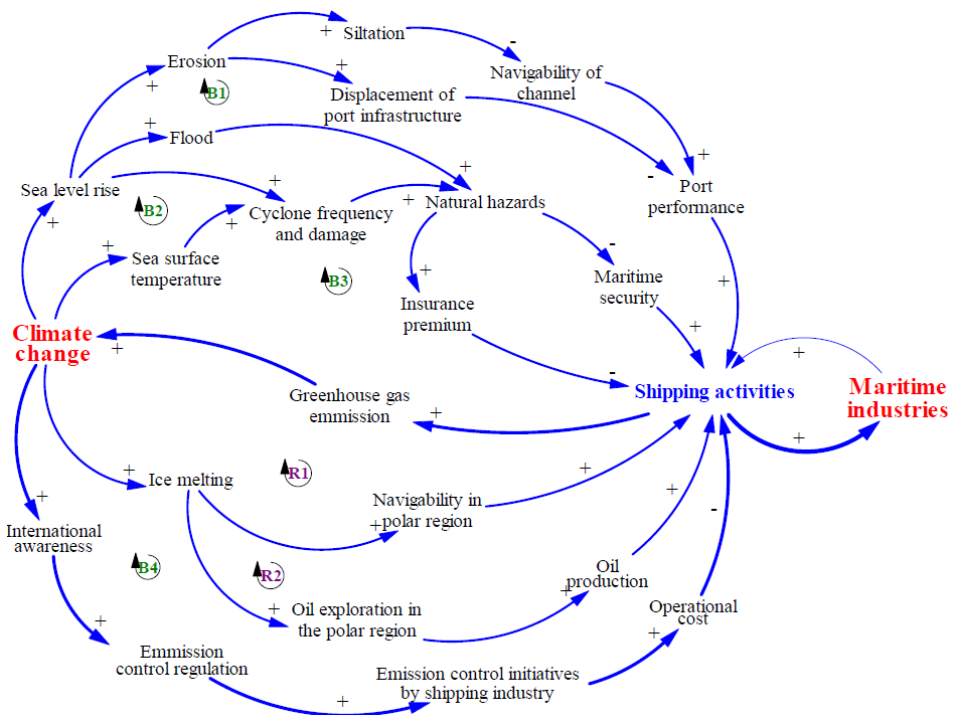 +
Siltation
-
Erosion
+
Navigability of
channel
+
B1
Displacement of
port infrastructure
+
+
Flood
+
+
-
Port
performance
Sea level rise
+
+
Natural hazards
B2
+
Cyclone frequency
and damage
+
+
+
Sea surface
temperature
-
B3
Maritime
security
+
+
Insurance
premium
+
Climate
change
+
+
-
Shipping activities
Maritime
industries
Greenhouse gas
emmission
+
+
R1
+
Ice melting
+
+
Navigability in
polar region
+
+
-
International
awareness
B4
R2
Oil
production
+
+
Oil exploration in
the polar region
Operational
cost
+
+
Emmission
control regulation
Emission control initiatives
by shipping industry
+